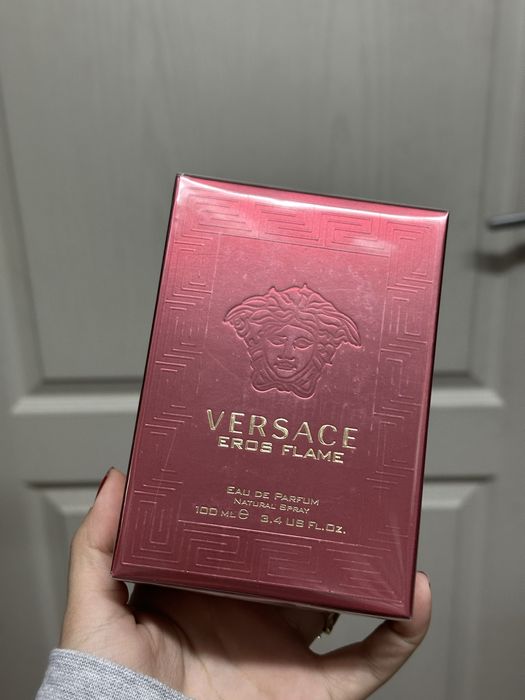 VERSACE
EROS FLAME
EAU DE PARFUM
NATURAL SPRAY
100 ML ℮ 3.4 US FL.OZ.